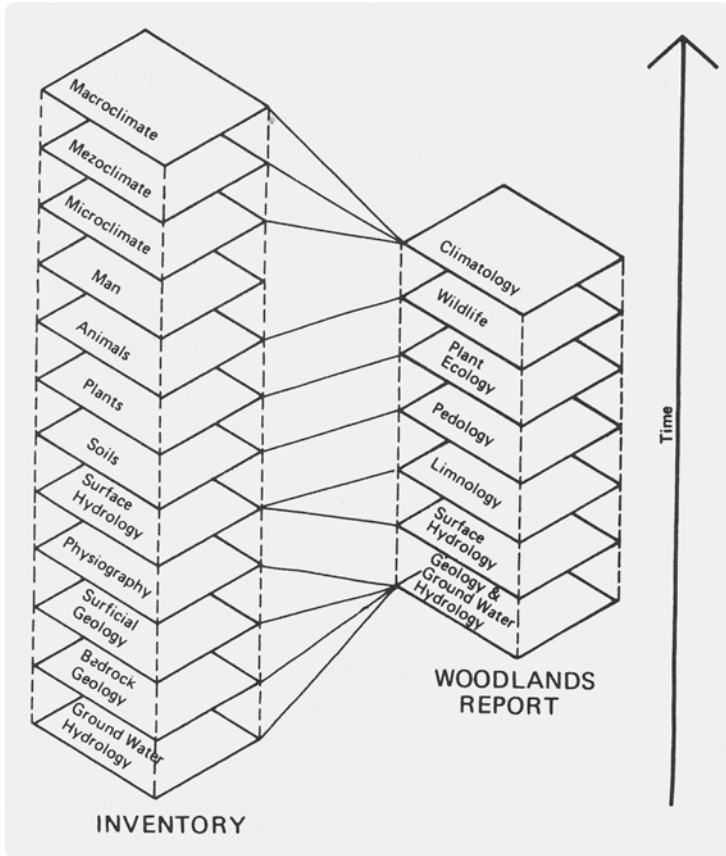 Macroclimate
Mezoclimate
Microclimate
Man
Animals
Plants
Soils
Surface
Hydrology
Physiography
Surficial
Geology
Bedrock
Geology
Ground Water
Hydrology
INVENTORY
Climatology
Wildlife
Plant
Ecology
Pedology
Limnology
Surface
Hydrology
Geology &
Ground Water
Hydrology
WOODLANDS
REPORT
Time